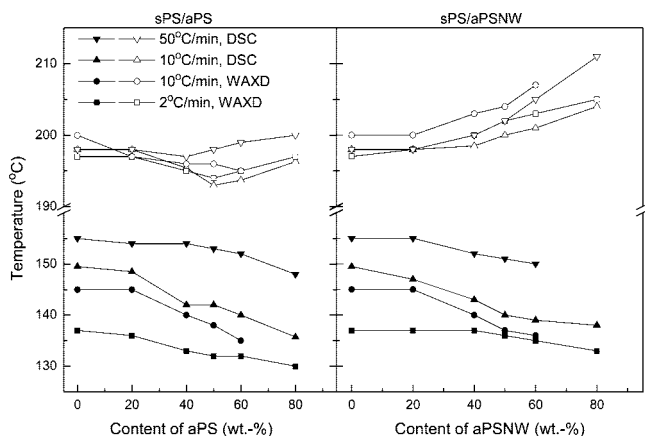 sPS/aPS
sPS/aPSNW
50°C/min, DSC
10°C/min, DSC
10°C/min, WAXD
2°C/min, WAXD
210
200
190
150
140
130
Temperature (°C)
0 20 40 60 80
0 20 40 60 80
Content of aPS (wt.-%)
Content of aPSNW (wt.-%)